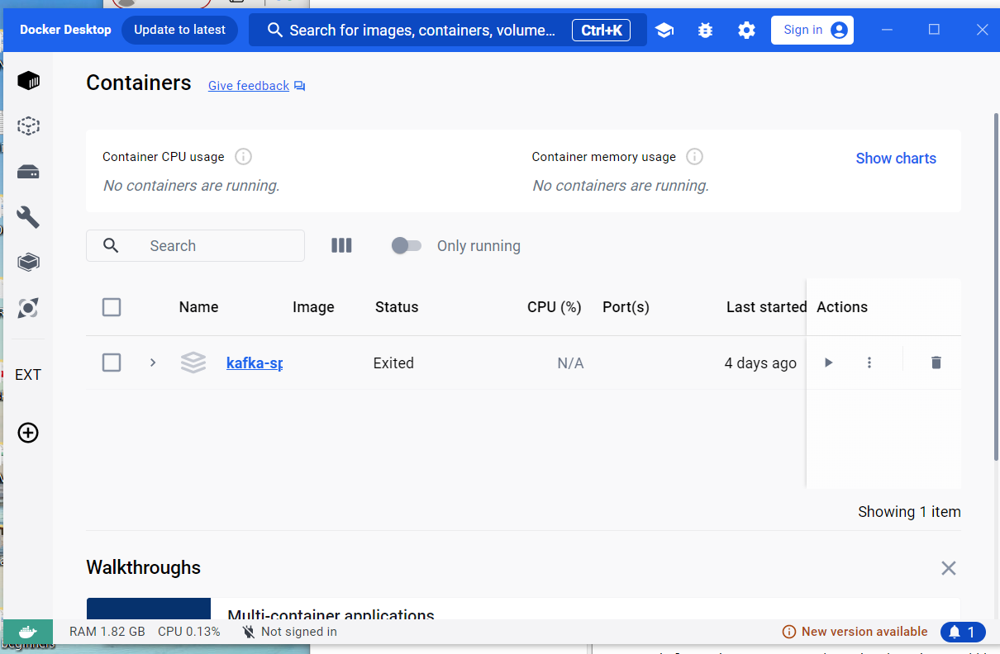 Docker Desktop Update to latest Search for images, containers, volume... Ctrl+K Sign in
Containers Give feedback
Container CPU usage Container memory usage Show charts
No containers are running. No containers are running.
Search Only running
Name Image Status CPU (%) Port(s) Last started Actions
kafka-sp Exited N/A 4 days ago
EXT
Showing 1 item
Walkthroughs
Multi-container applications
RAM 1.82 GB CPU 0.13% Not signed in New version available 1
beginners